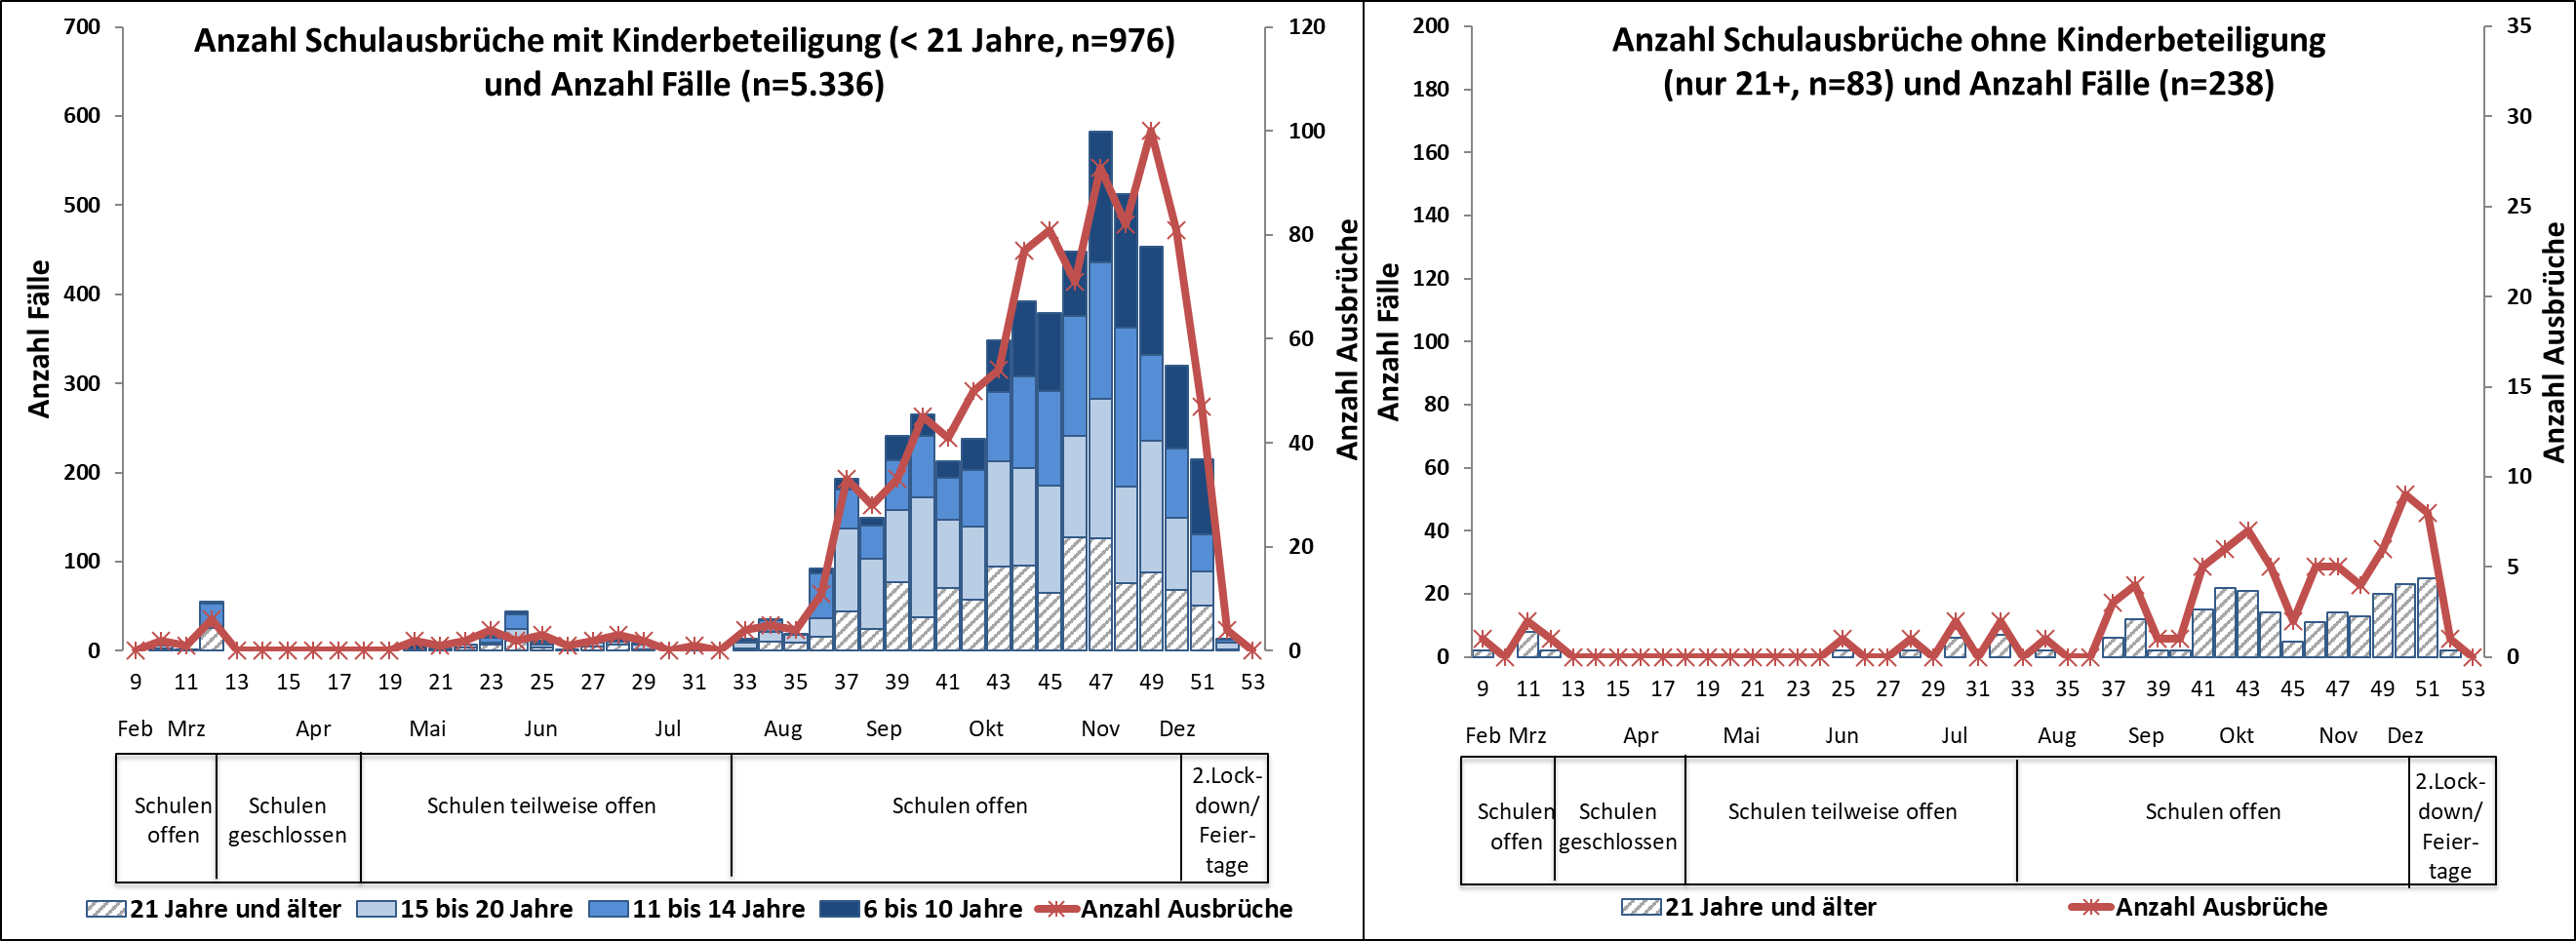 Anzahl Schulausbrüche mit Kinderbeteiligung (< 21 Jahre, n=976)
und Anzahl Fälle (n=5.336)
Anzahl Fälle
700
600
500
400
300
200
100
0
120
100
80
60
40
20
0
Anzahl Ausbrüche
9 11 13 15 17 19 21 23 25 27 29 31 33 35 37 39 41 43 45 47 49 51 53
Feb Mrz Apr Mai Jun Jul Aug Sep Okt Nov Dez
Schulen
offen
Schulen
geschlossen
Schulen teilweise offen
Schulen offen
2.Lock-
down/
Feier-
tage
21 Jahre und älter 15 bis 20 Jahre 11 bis 14 Jahre 6 bis 10 Jahre Anzahl Ausbrüche
Anzahl Schulausbrüche ohne Kinderbeteiligung
(nur 21+, n=83) und Anzahl Fälle (n=238)
Anzahl Fälle
200
180
160
140
120
100
80
60
40
20
0
35
30
25
20
15
10
5
0
Anzahl Ausbrüche
9 11 13 15 17 19 21 23 25 27 29 31 33 35 37 39 41 43 45 47 49 51 53
Feb Mrz Apr Mai Jun Jul Aug Sep Okt Nov Dez
Schulen
offen
Schulen
geschlossen
Schulen teilweise offen
Schulen offen
2.Lock-
down/
Feier-
tage
21 Jahre und älter Anzahl Ausbrüche